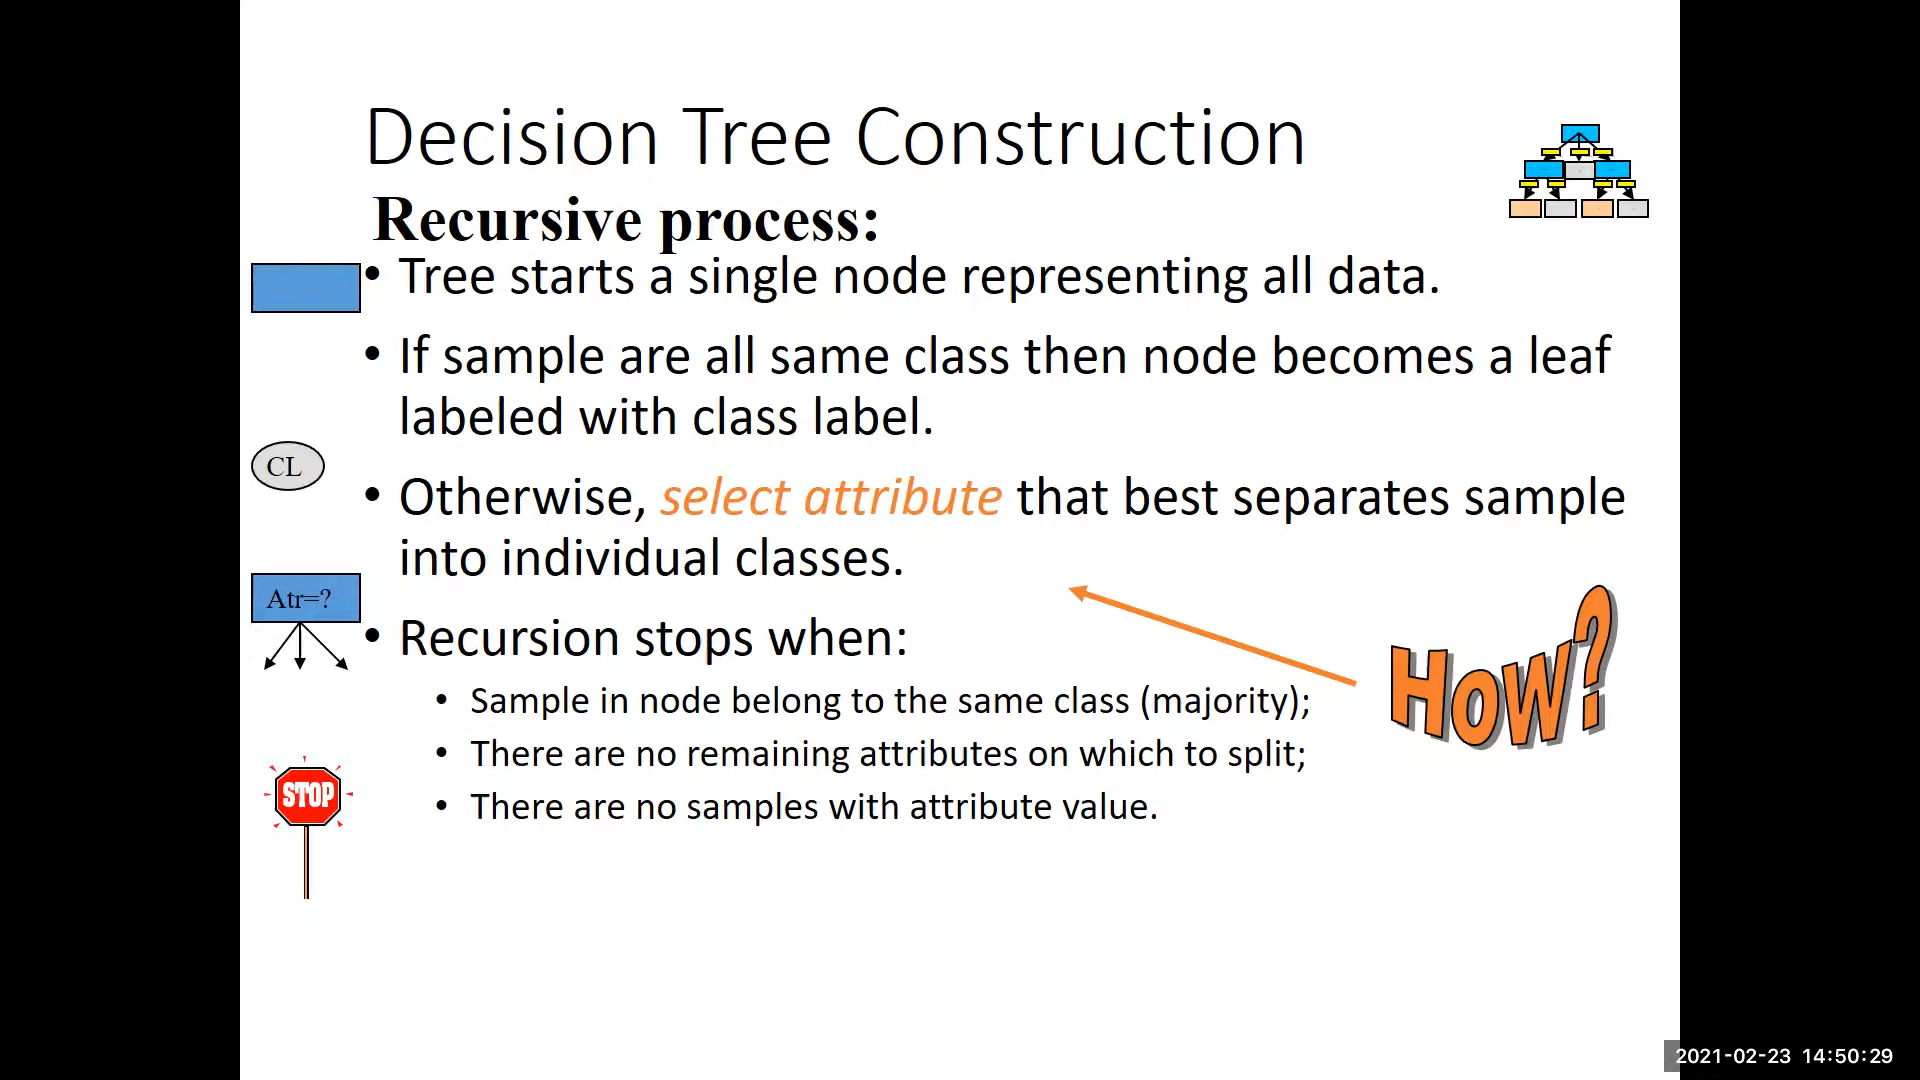 Decision Tree Construction
Recursive process:
• Tree starts a single node representing all data.
• If sample are all same class then node becomes a leaf
labeled with class label.
CL
• Otherwise, select attribute that best separates sample
into individual classes.
Atr=?
• Recursion stops when:
How?
• Sample in node belong to the same class (majority);
• There are no remaining attributes on which to split;
STOP
• There are no samples with attribute value.
2021-02-23 14:50:29